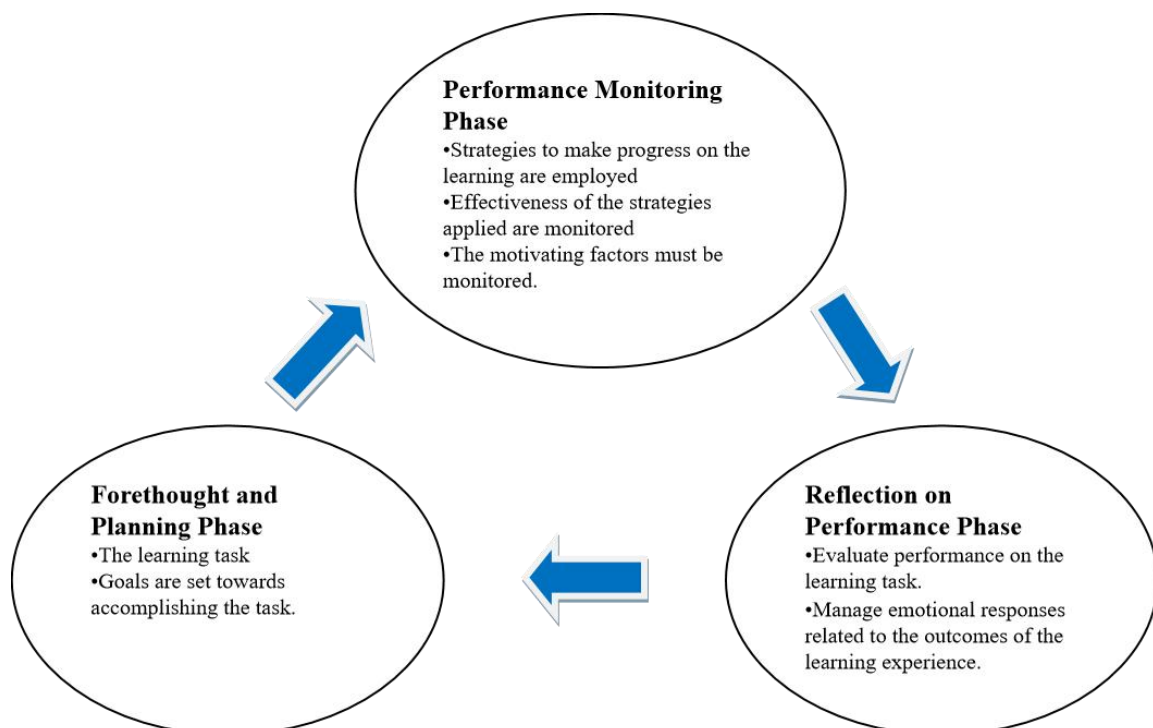 Performance Monitoring
Phase
•Strategies to make progress on the
learning are employed
•Effectiveness of the strategies
applied are monitored
•The motivating factors must be
monitored.
Forethought and
Planning Phase
•The learning task
•Goals are set towards
accomplishing the task.
Reflection on
Performance Phase
•Evaluate performance on the
learning task.
•Manage emotional responses
related to the outcomes of the
learning experience.